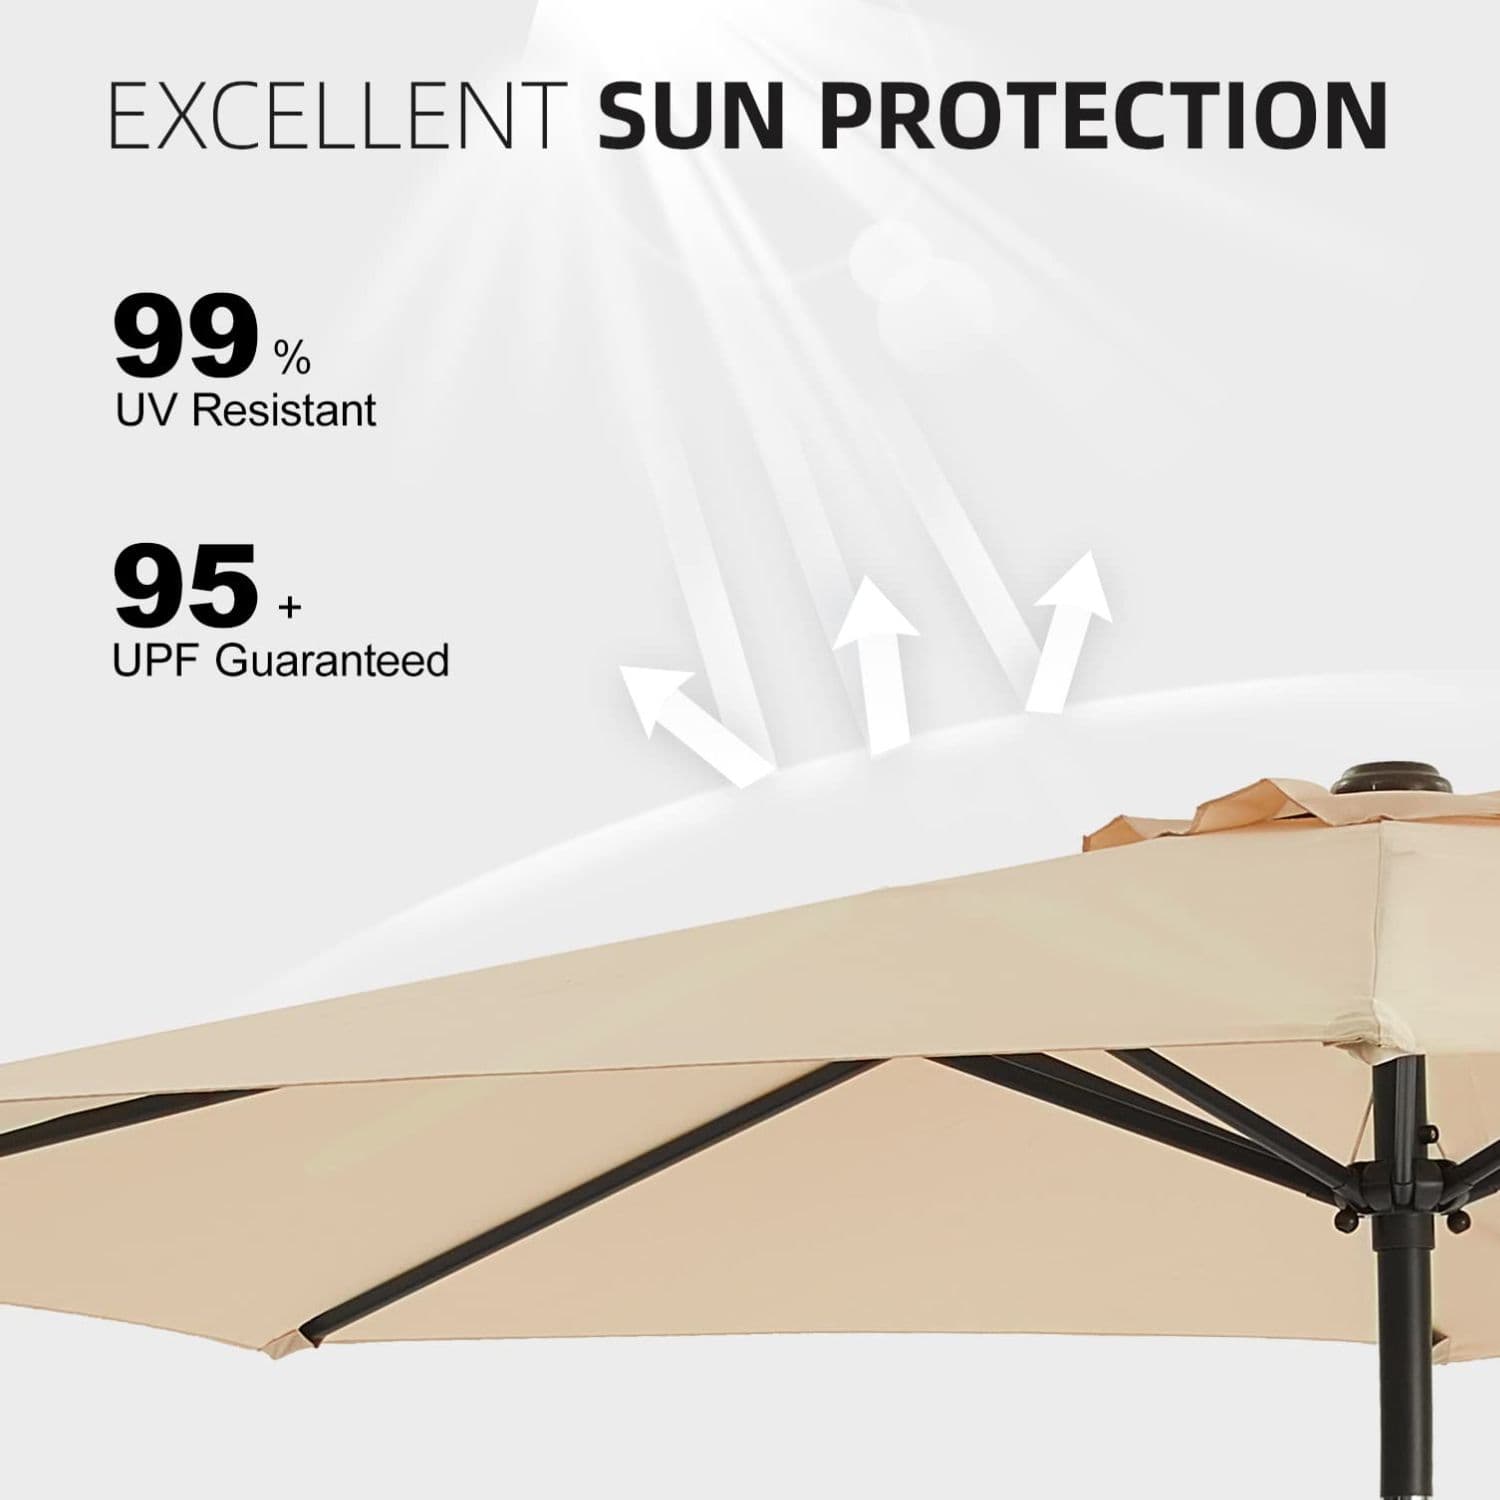 EXCELLENT SUN PROTECTION
99 %
UV Resistant
95 +
UPF Guaranteed